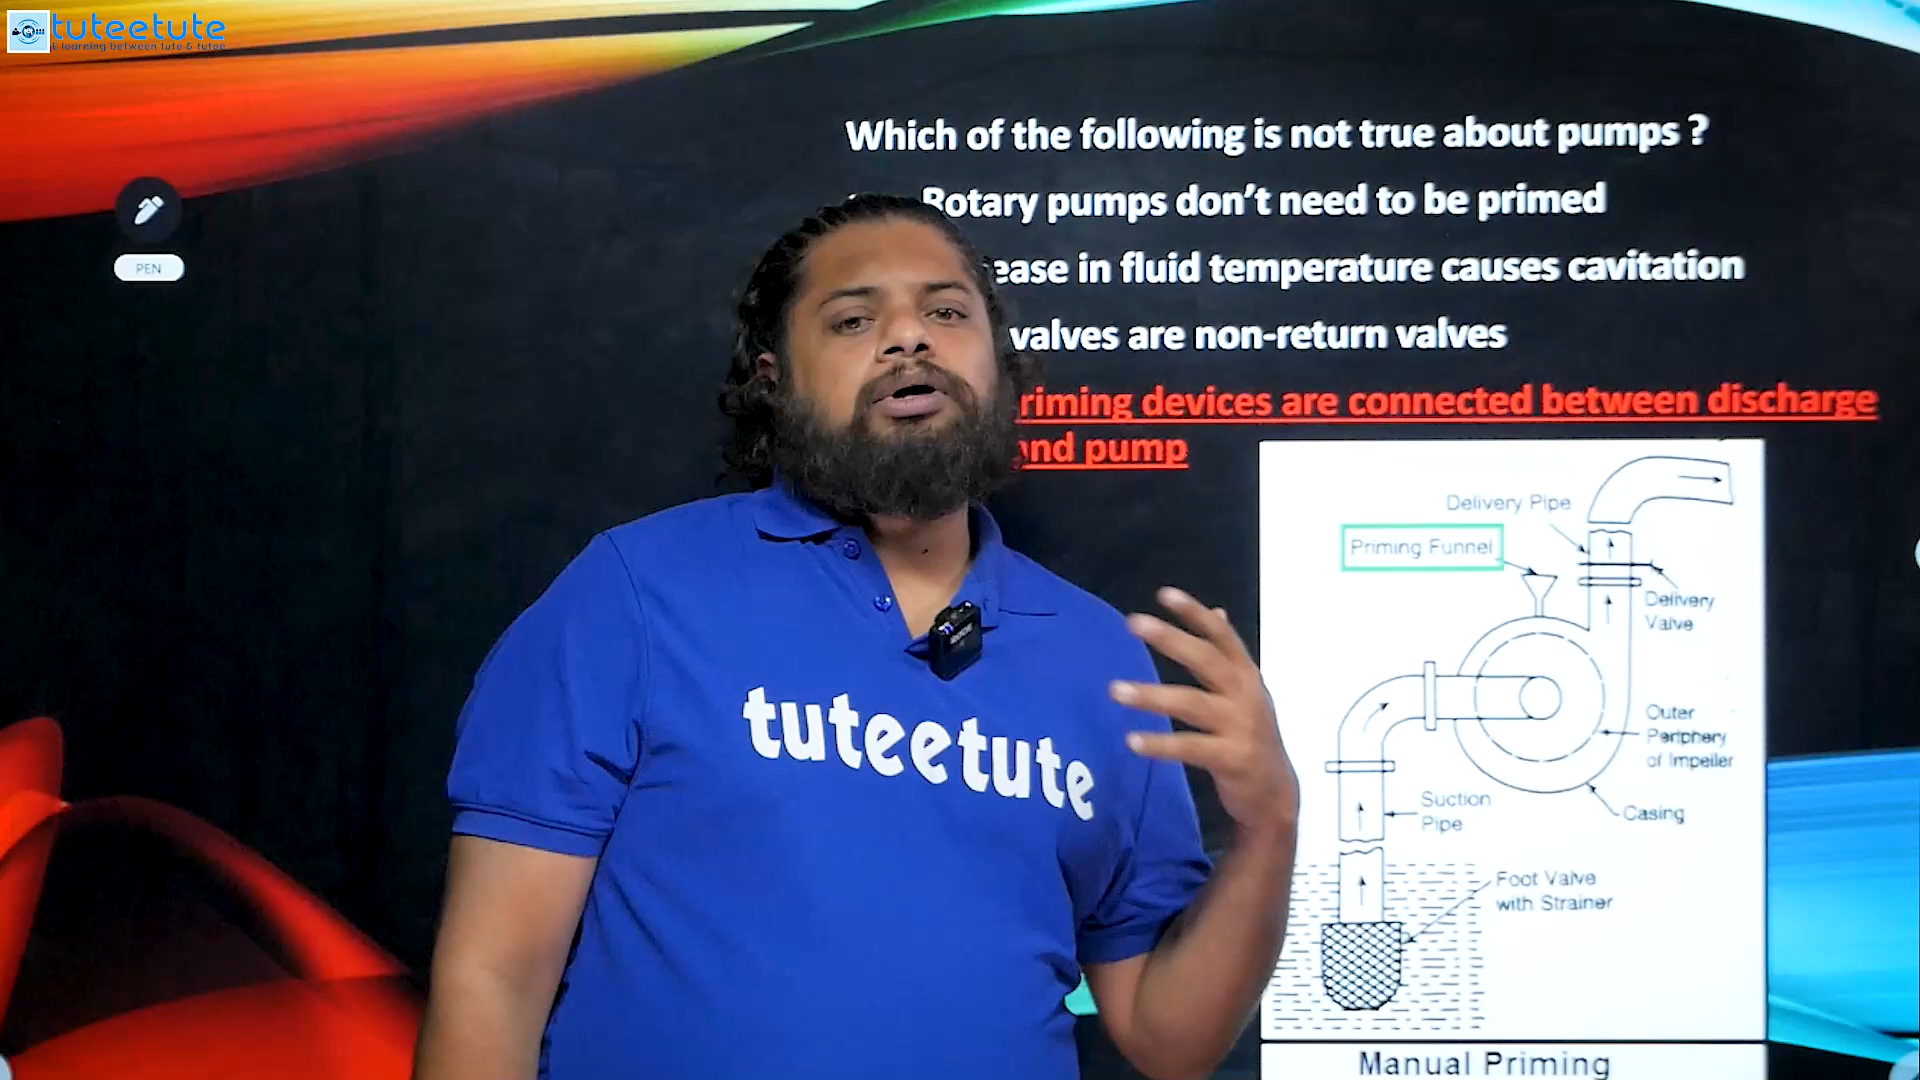 tuteetute
E learning between tute & tutee
Which of the following is not true about pumps ?
Rotary pumps don't need to be primed
PEN
in fluid temperature causes cavitation
valves are non-return valves
devices are connected between discharge
and pump
Delivery Pipe
Priming Funnel
Delivery
Valve
Outer
Periphery
of Impeller
Suction
Pipe
Casing
Foot Valve
with Strainer
Manual Priming
tuteetute